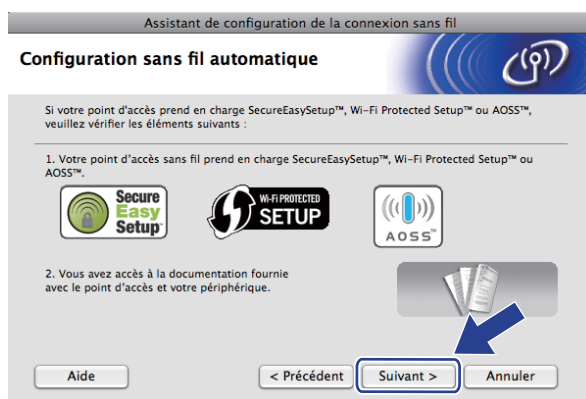 Assistant de configuration de la connexion sans fil
Configuration sans fil automatique
Si votre point d'accès prend en charge SecureEasySetup™, Wi-Fi Protected Setup™ ou AOSS™,
veuillez vérifier les éléments suivants :
1. Votre point d'accès sans fil prend en charge SecureEasySetup™, Wi-Fi Protected Setup™ ou
AOSS™.
Secure
Easy
Setup
Wi-Fi PROTECTED
SETUP
AOSS™
2. Vous avez accès à la documentation fournie
avec le point d'accès et votre périphérique.
Aide
< Précédent
Suivant >
Annuler